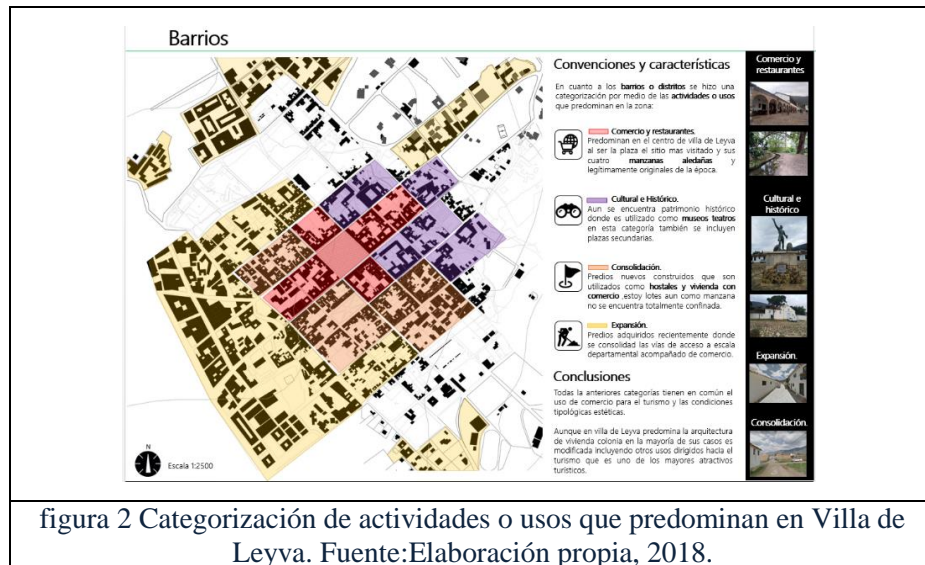 Barrios
Convenciones y características
En cuanto a los barrios o distritos se hizo una
categorización por medio de las actividades o usos
que predominan en la zona:
Comercio y restaurantes.
Predominan en el centro de villa de Leyva
al ser la plaza el sitio mas visitado y sus
cuatro manzanas aledañas y
legítimamente originales de la época.
Cultural e Histórico.
Aun se encuentra patrimonio histórico
donde es utilizado como museos teatros
en esta categoría también se incluyen
plazas secundarias.
Consolidación.
Predios nuevos construidos que son
utilizados como hostales y vivienda con
comercio ,estoy lotes aun como manzana
no se encuentra totalmente confinada.
Expansión.
Predios adquiridos recientemente donde
se consolidad las vías de acceso a escala
departamental acompañado de comercio.
Conclusiones
Todas la anteriores categorías tienen en común el
uso de comercio para el turismo y las condiciones
tipológicas estéticas.
Aunque en villa de Leyva predomina la arquitectura
de vivienda colonia en la mayoría de sus casos es
modificada incluyendo otros usos dirigidos hacia el
turismo que es uno de los mayores atractivos
turísticos.
Comercio y
restaurantes
Cultural e
histórico
Expansión.
Consolidación.
N
Escala 1:2500
figura 2 Categorización de actividades o usos que predominan en Villa de
Leyva. Fuente:Elaboración propia, 2018.